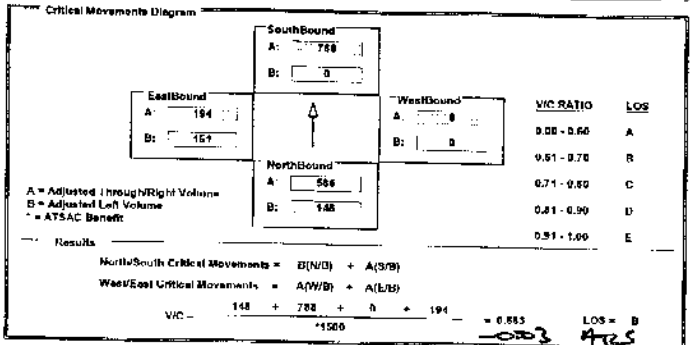 Critical Movements Diagram
SouthBound
A: 788
B: 0
EastBound
A: 194
B: 151
WestBound
A: 0
B: 0
NorthBound
A: 586
B: 148
V/C RATIO LOS
0.00 - 0.60 A
0.61 - 0.70 B
0.71 - 0.80 C
0.81 - 0.90 D
0.91 - 1.00 E
A = Adjusted Through/Right Volume
B = Adjusted Left Volume
* = ATSAC Benefit
Results
North/South Critical Movements = B(N/B) + A(S/B)
West/East Critical Movements = A(W/B) + A(E/B)
V/C = 148 + 788 + 0 + 194 = 0.683 LOS = B
*1500